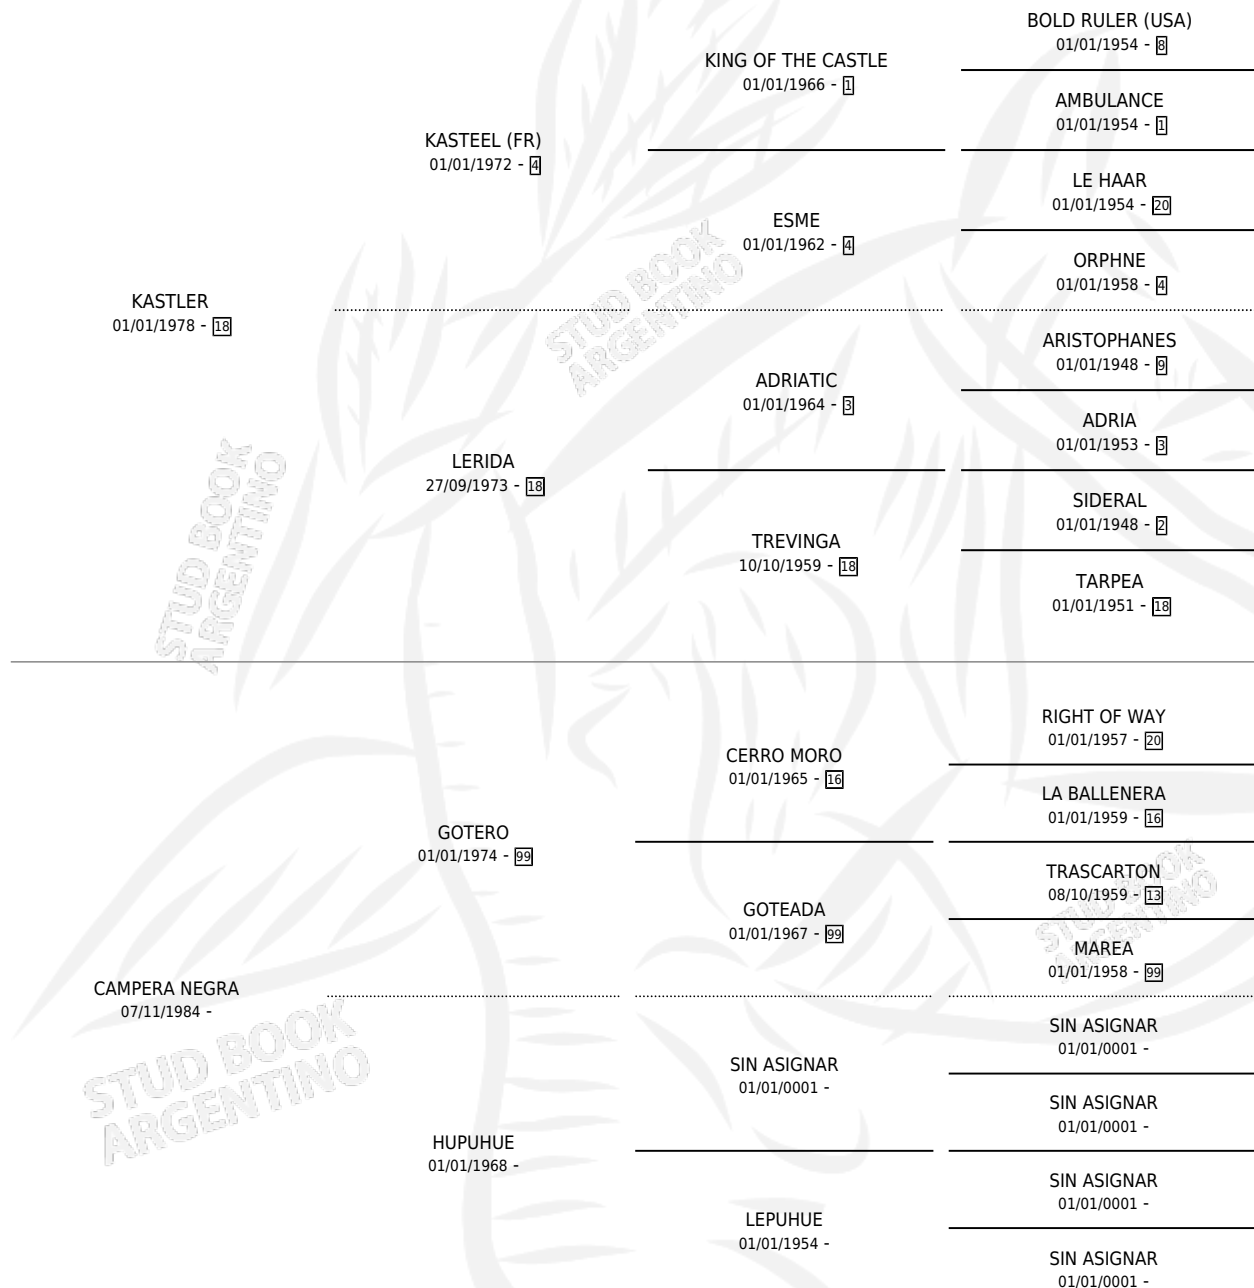 BOLD RULER (USA)
01/01/1954 - 8
KING OF THE CASTLE
01/01/1966 - 1
AMBULANCE
01/01/1954 - 1
KASTEEL (FR)
01/01/1972 - 4
LE HAAR
01/01/1954 - 20
ESME
01/01/1962 - 4
ORPHNE
01/01/1958 - 4
KASTLER
01/01/1978 - 18
ARISTOPHANES
01/01/1948 - 9
ADRIATIC
01/01/1964 - 3
ADRIA
01/01/1953 - 3
LERIDA
27/09/1973 - 18
SIDERAL
01/01/1948 - 2
TREVINGA
10/10/1959 - 18
TARPEA
01/01/1951 - 18
STUD BOOK
ARGENTINO
STUD BOOK
ARGENTINO
RIGHT OF WAY
01/01/1957 - 20
CERRO MORO
01/01/1965 - 16
LA BALLENERA
01/01/1959 - 16
GOTERO
01/01/1974 - 99
TRASCARTON
08/10/1959 - 13
GOTEADA
01/01/1967 - 99
MAREA
01/01/1958 - 99
STUD BOOK
ARGENTINO
CAMPERA NEGRA
07/11/1984 -
SIN ASIGNAR
01/01/0001 -
SIN ASIGNAR
01/01/0001 -
SIN ASIGNAR
01/01/0001 -
HUPUHUE
01/01/1968 -
SIN ASIGNAR
01/01/0001 -
LEPUHUE
01/01/1954 -
SIN ASIGNAR
01/01/0001 -
STUD BOOK
ARGENTINO